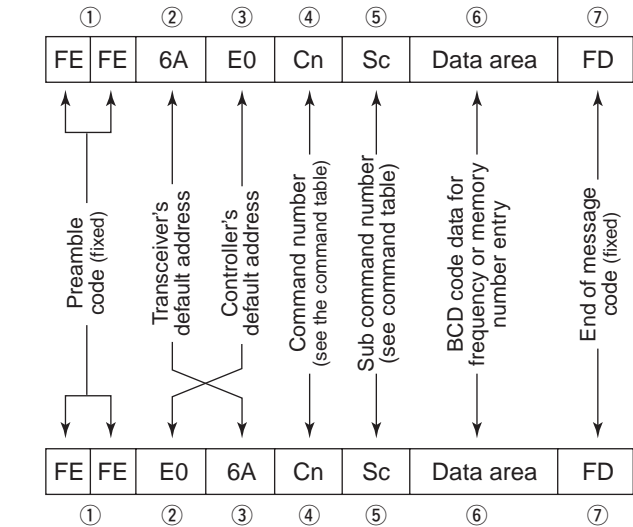 ① ② ③ ④ ⑤ ⑥ ⑦
FE FE 6A E0 Cn Sc Data area FD
Preamble
code (fixed)
Transceiver's
default address
Controller's
default address
Command number
(see the command table)
Sub command number
(see command table)
BCD code data for
frequency or memory
number entry
End of message
code (fixed)
FE FE E0 6A Cn Sc Data area FD
① ② ③ ④ ⑤ ⑥ ⑦